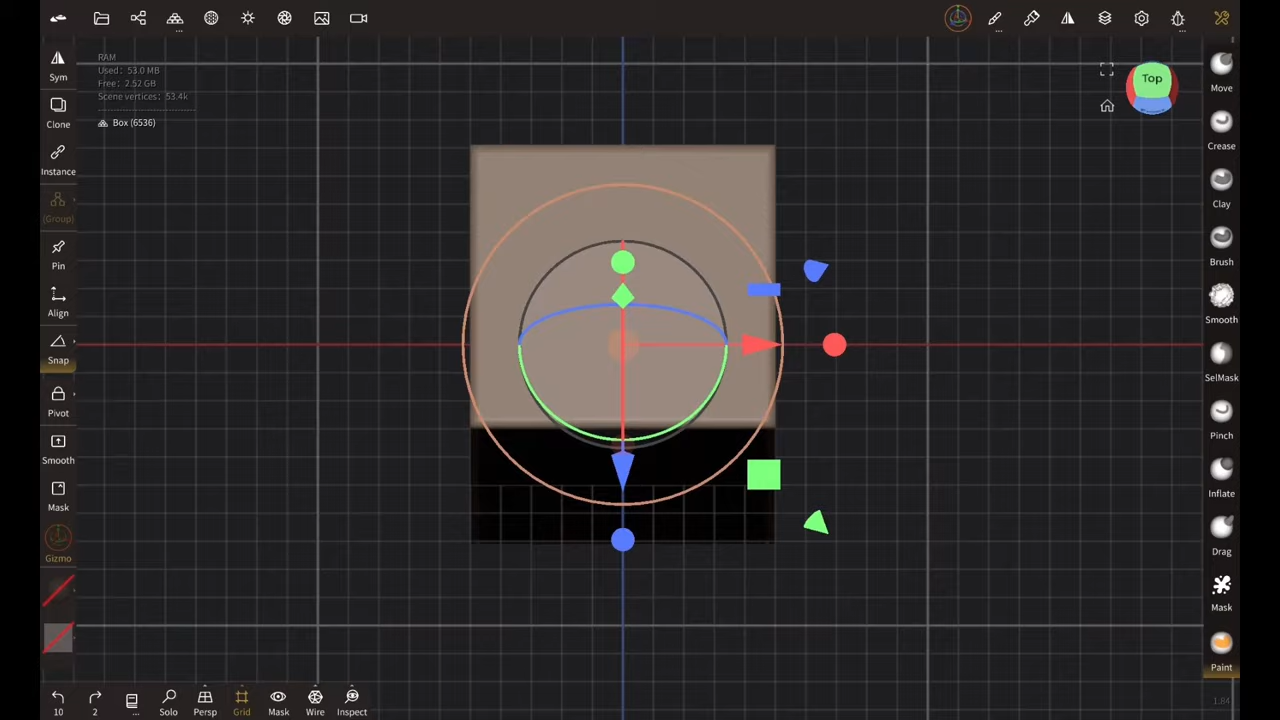 RAM
Used: 53.0 MB
Free: 2.52 GB
Scene vertices: 53.4k
Box (6536)
Top
Sym
Clone
Instance
(Group)
Pin
Align
Snap
Pivot
Smooth
Mask
Gizmo
Move
Crease
Clay
Brush
Smooth
SelMask
Pinch
Inflate
Drag
Mask
Paint
10
2
...
Solo
Persp
Grid
Mask
Wire
Inspect
1.84